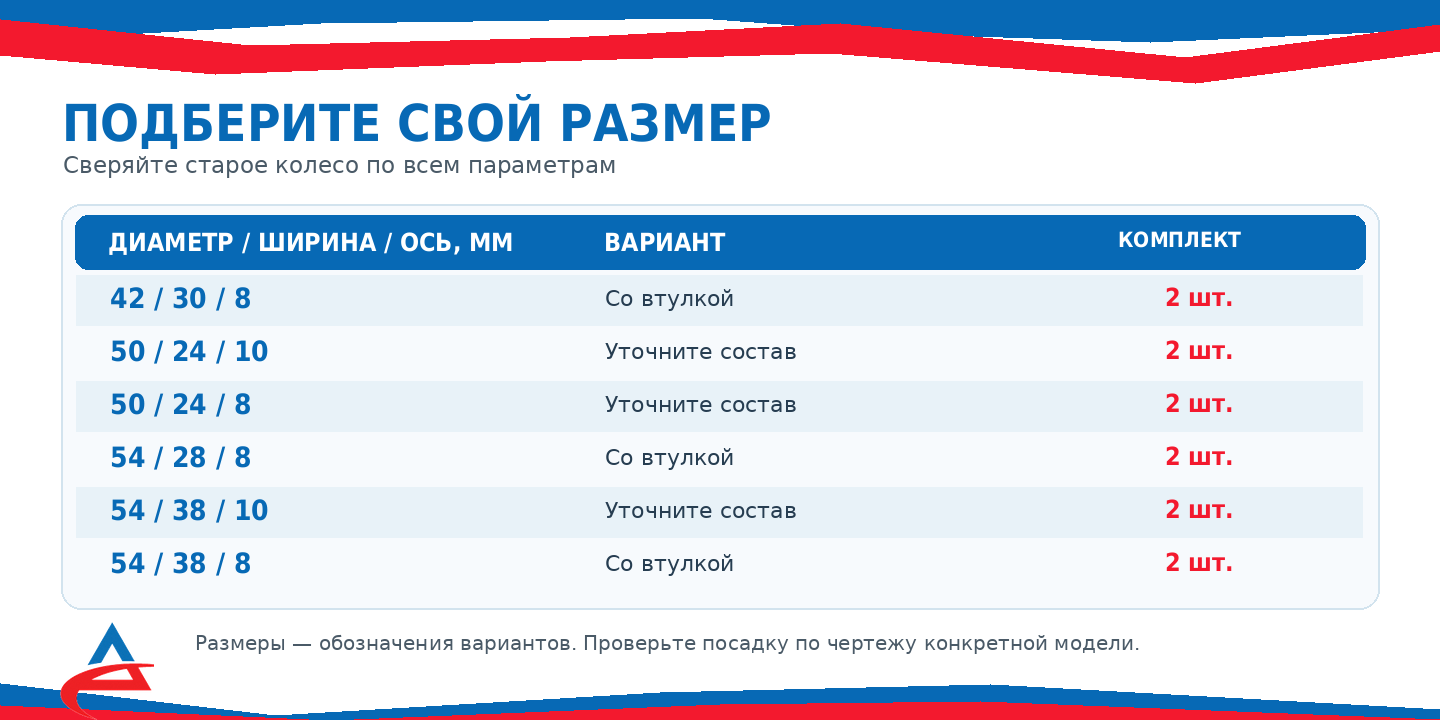 ПОДБЕРИТЕ СВОЙ РАЗМЕР
Сверяйте старое колесо по всем параметрам
ДИАМЕТР / ШИРИНА / ОСЬ, ММ ВАРИАНТ КОМПЛЕКТ
42 / 30 / 8 Со втулкой 2 шт.
50 / 24 / 10 Уточните состав 2 шт.
50 / 24 / 8 Уточните состав 2 шт.
54 / 28 / 8 Со втулкой 2 шт.
54 / 38 / 10 Уточните состав 2 шт.
54 / 38 / 8 Со втулкой 2 шт.
Размеры — обозначения вариантов. Проверьте посадку по чертежу конкретной модели.